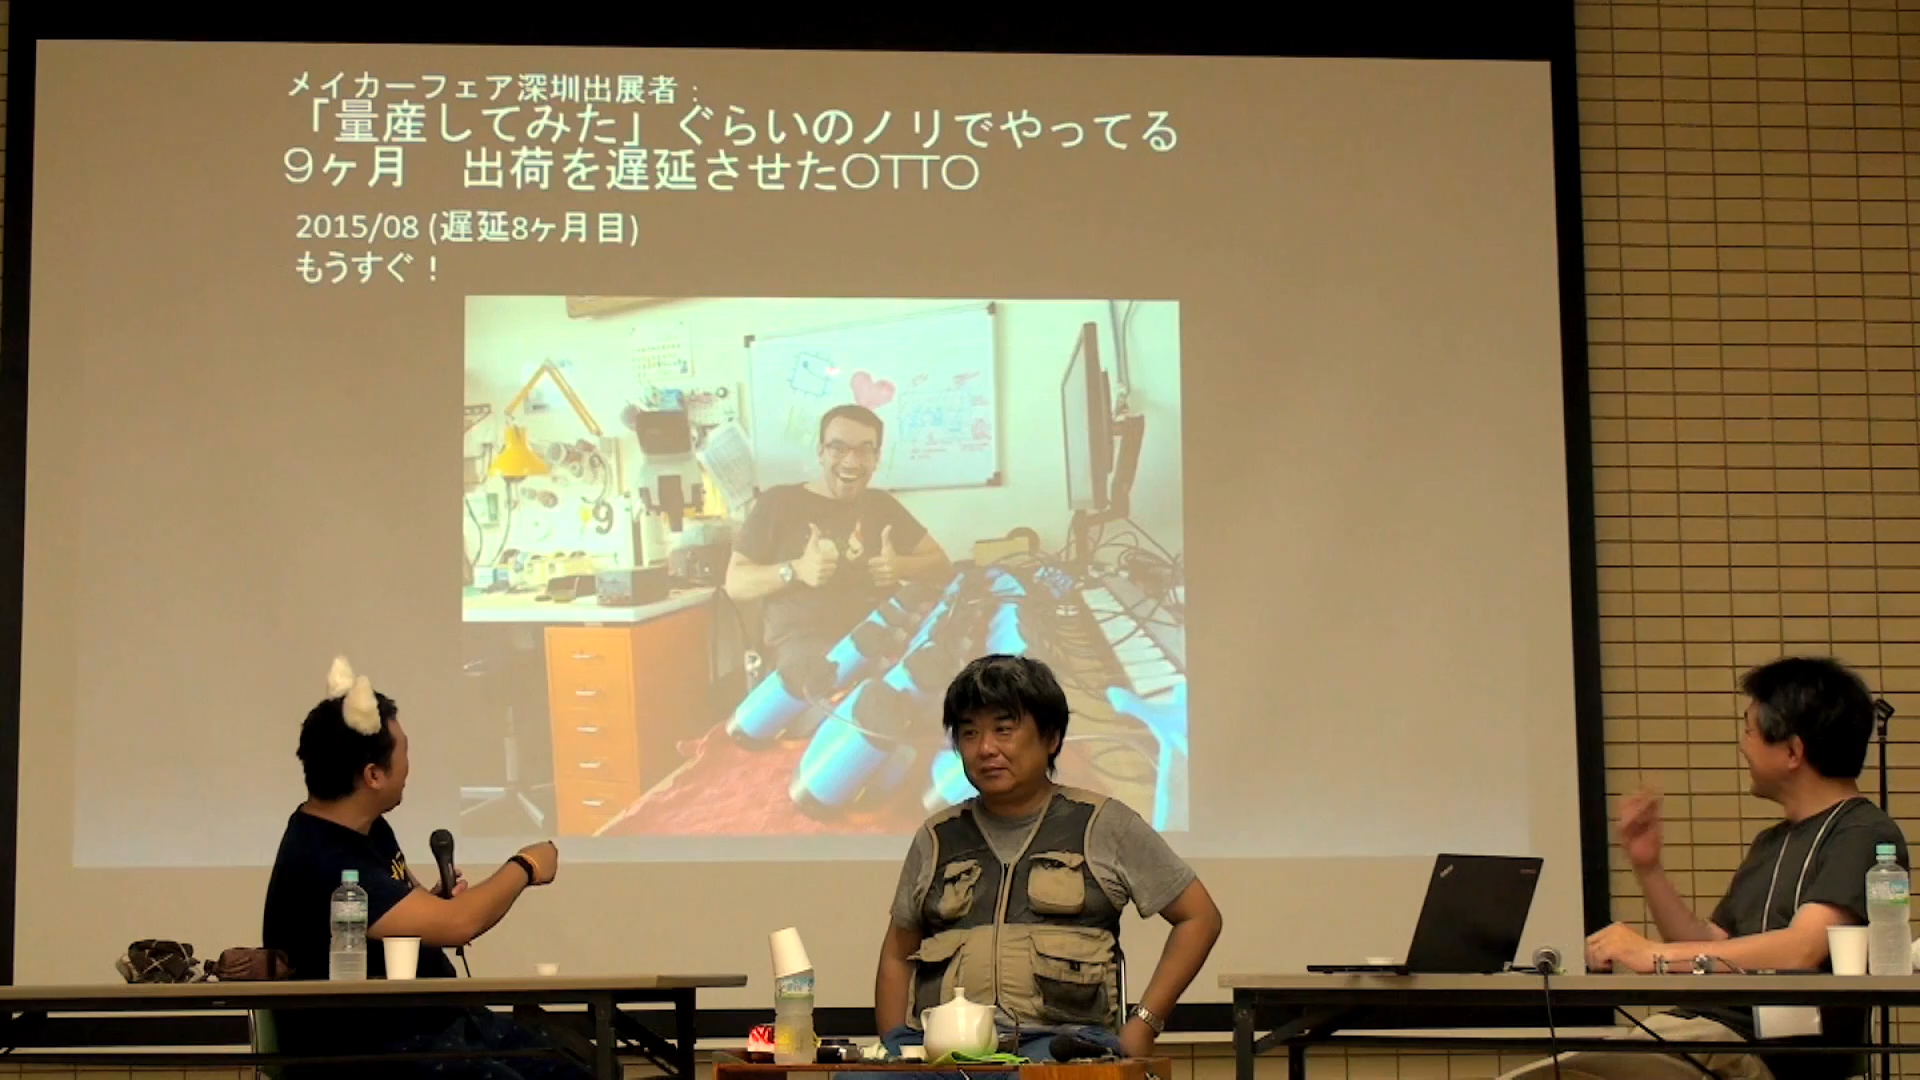 メイカーフェア深圳出展者：
「量産してみた」ぐらいのノリでやってる
9ヶ月　出荷を遅延させたOTTO
2015/08 (遅延8ヶ月目)
もうすぐ！